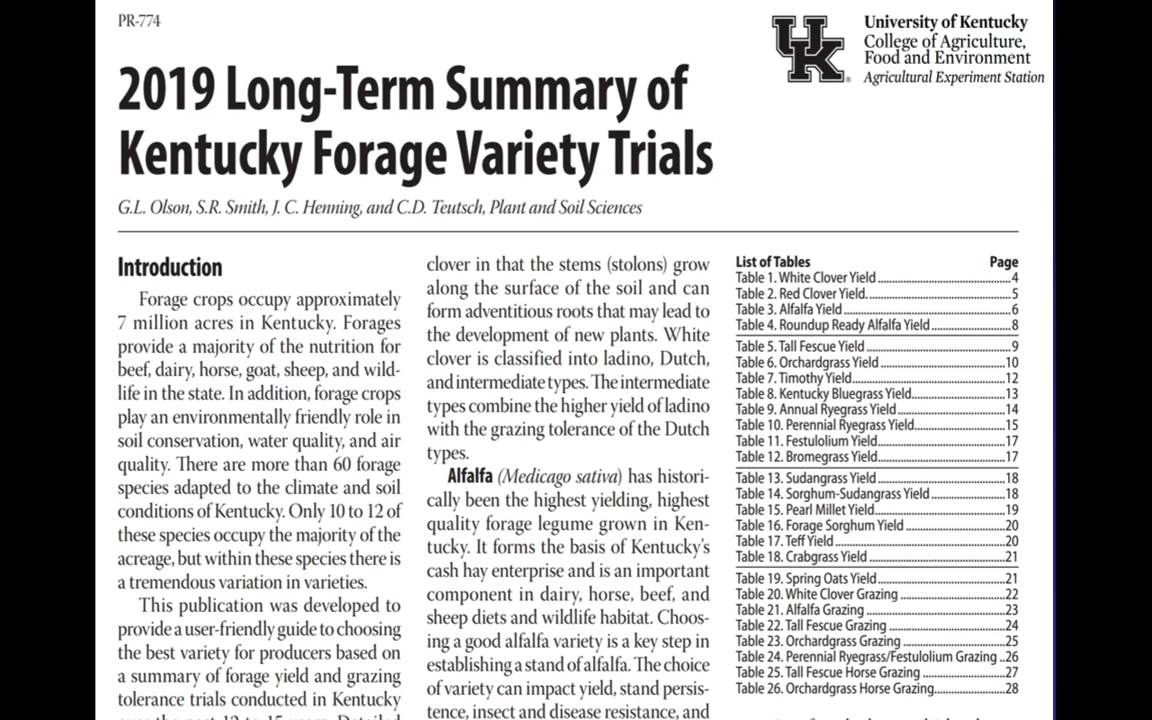 PR-774
University of Kentucky
College of Agriculture,
Food and Environment
Agricultural Experiment Station
2019 Long-Term Summary of
Kentucky Forage Variety Trials
G.L. Olson, S.R. Smith, J. C. Henning, and C.D. Teutsch, Plant and Soil Sciences
Introduction
Forage crops occupy approximately
7 million acres in Kentucky. Forages
provide a majority of the nutrition for
beef, dairy, horse, goat, sheep, and wild-
life in the state. In addition, forage crops
play an environmentally friendly role in
soil conservation, water quality, and air
quality. There are more than 60 forage
species adapted to the climate and soil
conditions of Kentucky. Only 10 to 12 of
these species occupy the majority of the
acreage, but within these species there is
a tremendous variation in varieties.
This publication was developed to
provide a user-friendly guide to choosing
the best variety for producers based on
a summary of forage yield and grazing
tolerance trials conducted in Kentucky
over the past 12 to 15 years. Detailed
clover in that the stems (stolons) grow
along the surface of the soil and can
form adventitious roots that may lead to
the development of new plants. White
clover is classified into ladino, Dutch,
and intermediate types. The intermediate
types combine the higher yield of ladino
with the grazing tolerance of the Dutch
types.
Alfalfa (Medicago sativa) has histori-
cally been the highest yielding, highest
quality forage legume grown in Ken-
tucky. It forms the basis of Kentucky's
cash hay enterprise and is an important
component in dairy, horse, beef, and
sheep diets and wildlife habitat. Choos-
ing a good alfalfa variety is a key step in
establishing a stand of alfalfa. The choice
of variety can impact yield, stand persis-
tence, insect and disease resistance, and
List of Tables Page
Table 1. White Clover Yield 4
Table 2. Red Clover Yield. 5
Table 3. Alfalfa Yield 6
Table 4. Roundup Ready Alfalfa Yield 8
Table 5. Tall Fescue Yield 9
Table 6. Orchardgrass Yield 10
Table 7. Timothy Yield 12
Table 8. Kentucky Bluegrass Yield 13
Table 9. Annual Ryegrass Yield 14
Table 10. Perennial Ryegrass Yield 15
Table 11. Festulolium Yield 17
Table 12. Bromegrass Yield 17
Table 13. Sudangrass Yield 18
Table 14. Sorghum-Sudangrass Yield 18
Table 15. Pearl Millet Yield 19
Table 16. Forage Sorghum Yield 20
Table 17. Teff Yield 20
Table 18. Crabgrass Yield 21
Table 19. Spring Oats Yield 21
Table 20. White Clover Grazing 22
Table 21. Alfalfa Grazing 23
Table 22. Tall Fescue Grazing 24
Table 23. Orchardgrass Grazing 25
Table 24. Perennial Ryegrass/Festulolium Grazing 26
Table 25. Tall Fescue Horse Grazing 27
Table 26. Orchardgrass Horse Grazing 28